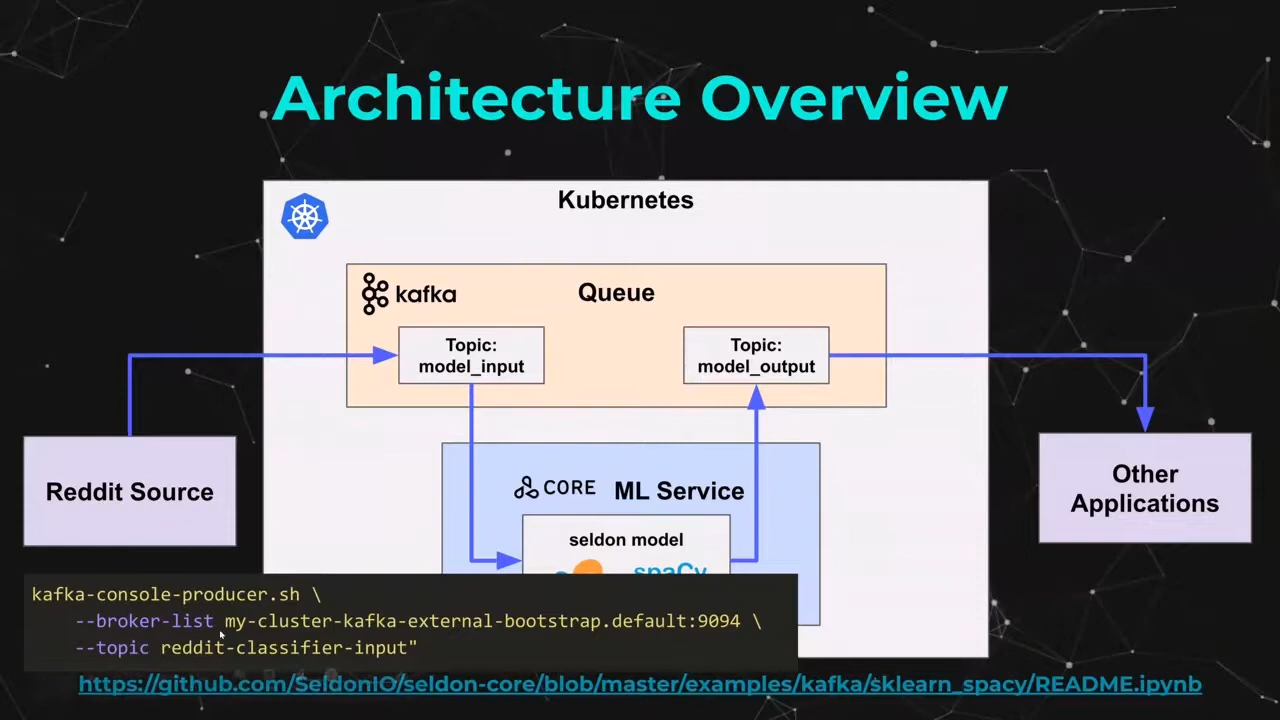 Architecture Overview
Kubernetes
kafka
Queue
Topic:
model_input
Topic:
model_output
Reddit Source
Other
Applications
CORE ML Service
seldon model
spaCy
kafka-console-producer.sh \
--broker-list my-cluster-kafka-external-bootstrap.default:9094 \
--topic reddit-classifier-input"
https://github.com/SeldonIO/seldon-core/blob/master/examples/kafka/sklearn_spacy/README.ipynb